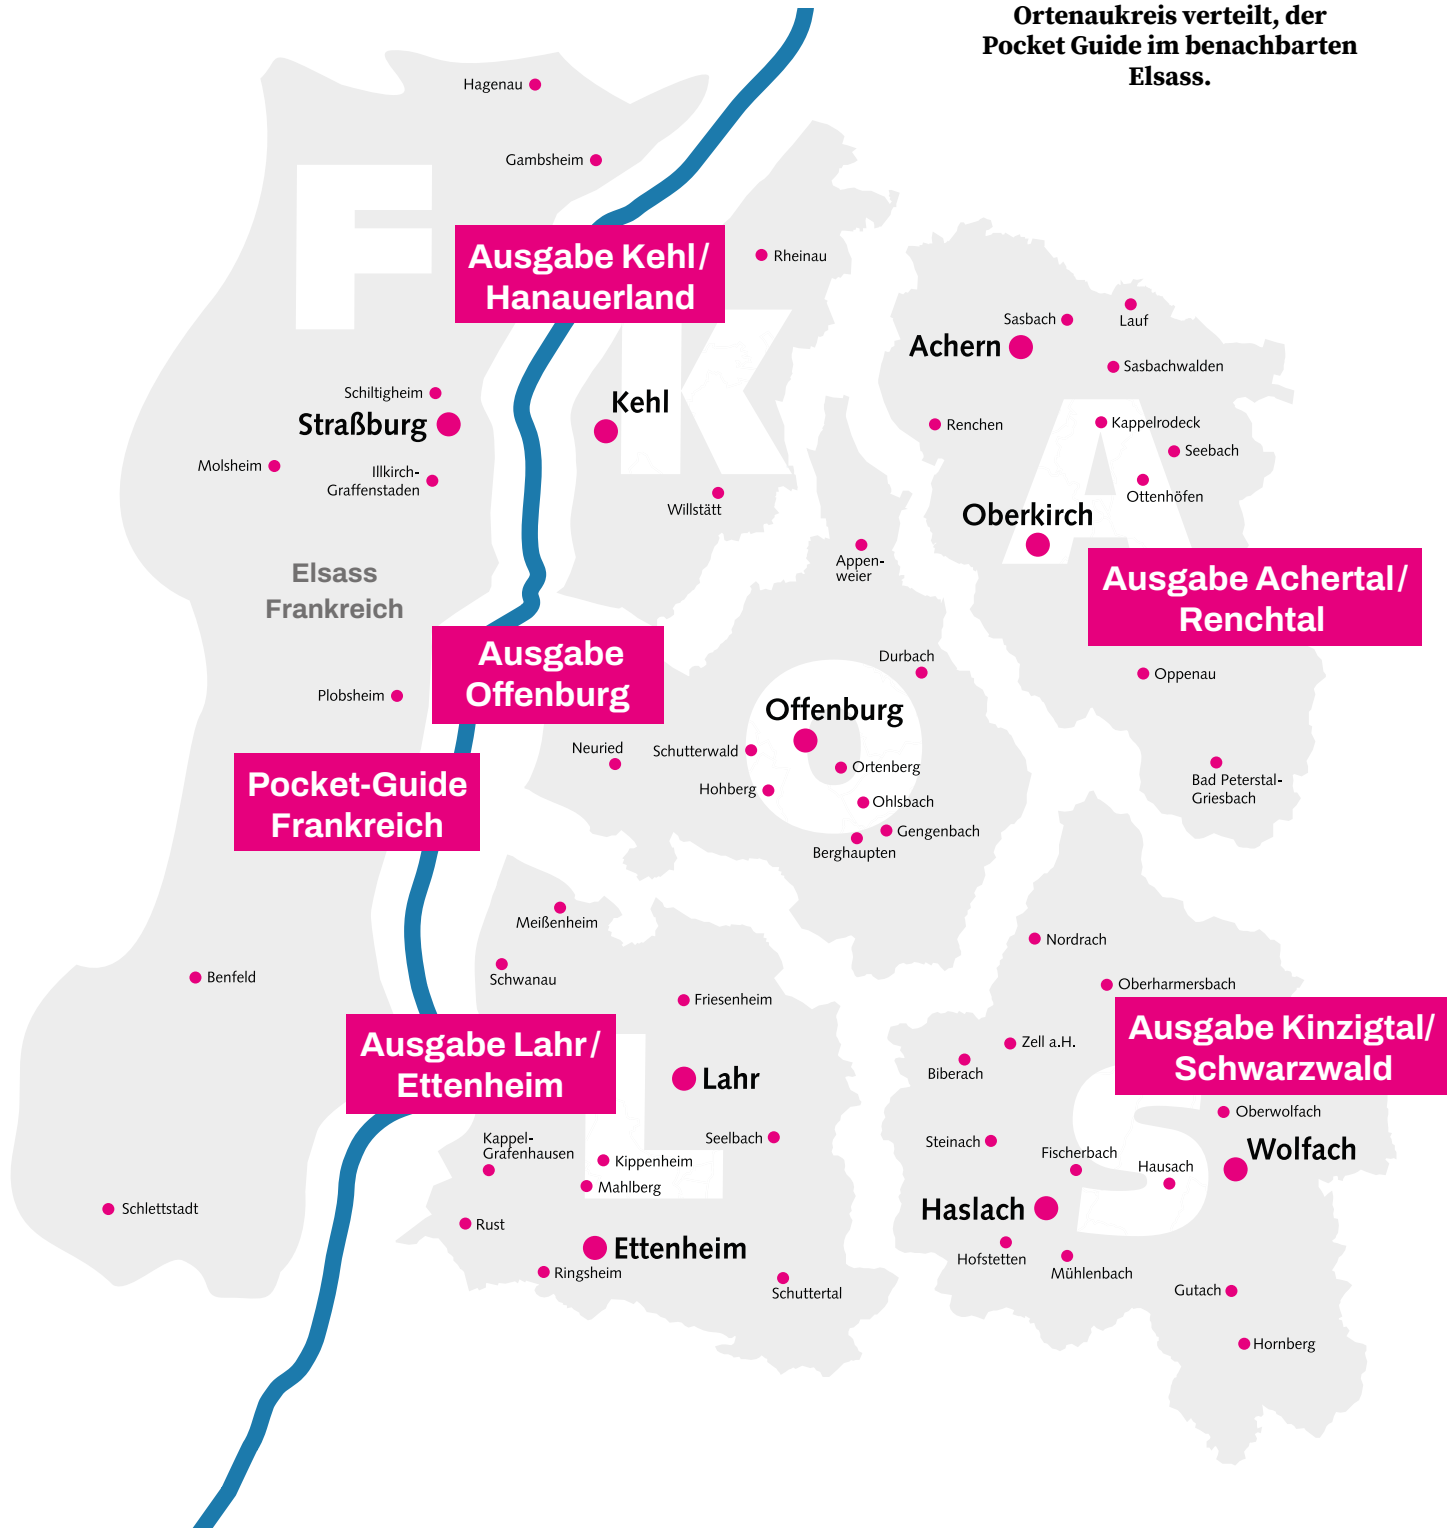 Ortenaukreis verteilt, der
Pocket Guide im benachbarten
Elsass.
Hagenau
Gambsheim
F
Ausgabe Kehl/
Hanauerland
Rheinau
K
Sasbach
Lauf
Achern
Sasbachwalden
Schiltigheim
Straßburg
Kehl
Renchen
Kappelrodeck
Seebach
A
Molsheim
Illkirch-
Graffenstaden
Willstätt
Ottenhöfen
Oberkirch
Appen-
weier
Elsass
Frankreich
Ausgabe Achertal/
Renchtal
Ausgabe
Offenburg
Durbach
Oppenau
Plobsheim
Offenburg
O
Neuried
Schutterwald
Ortenberg
Hohberg
Ohlsbach
Bad Peterstal-
Griesbach
Pocket-Guide
Frankreich
Gengenbach
Berghaupten
Meißenheim
Nordrach
Schwanau
Benfeld
Oberharmersbach
Friesenheim
Ausgabe Lahr/
Ettenheim
L
Ausgabe Kinzigtal/
Schwarzwald
Zell a.H.
Biberach
Lahr
Oberwolfach
Kappel-
Grafenhausen
Seelbach
Steinach
Fischerbach
Hausach
Wolfach
S
Kippenheim
Mahlberg
Schlettstadt
Rust
Haslach
Ettenheim
Hofstetten
Mühlenbach
Ringsheim
Schuttertal
Gutach
Hornberg